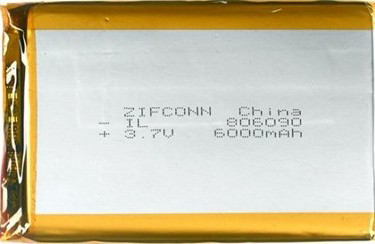 ZIFCONN China
- IL 806090
+ 3.7V 6000mAh